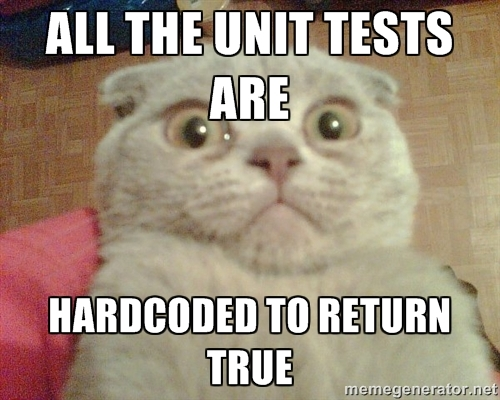 ALL THE UNIT TESTS
ARE
HARDCODED TO RETURN
TRUE
memegenerator.net